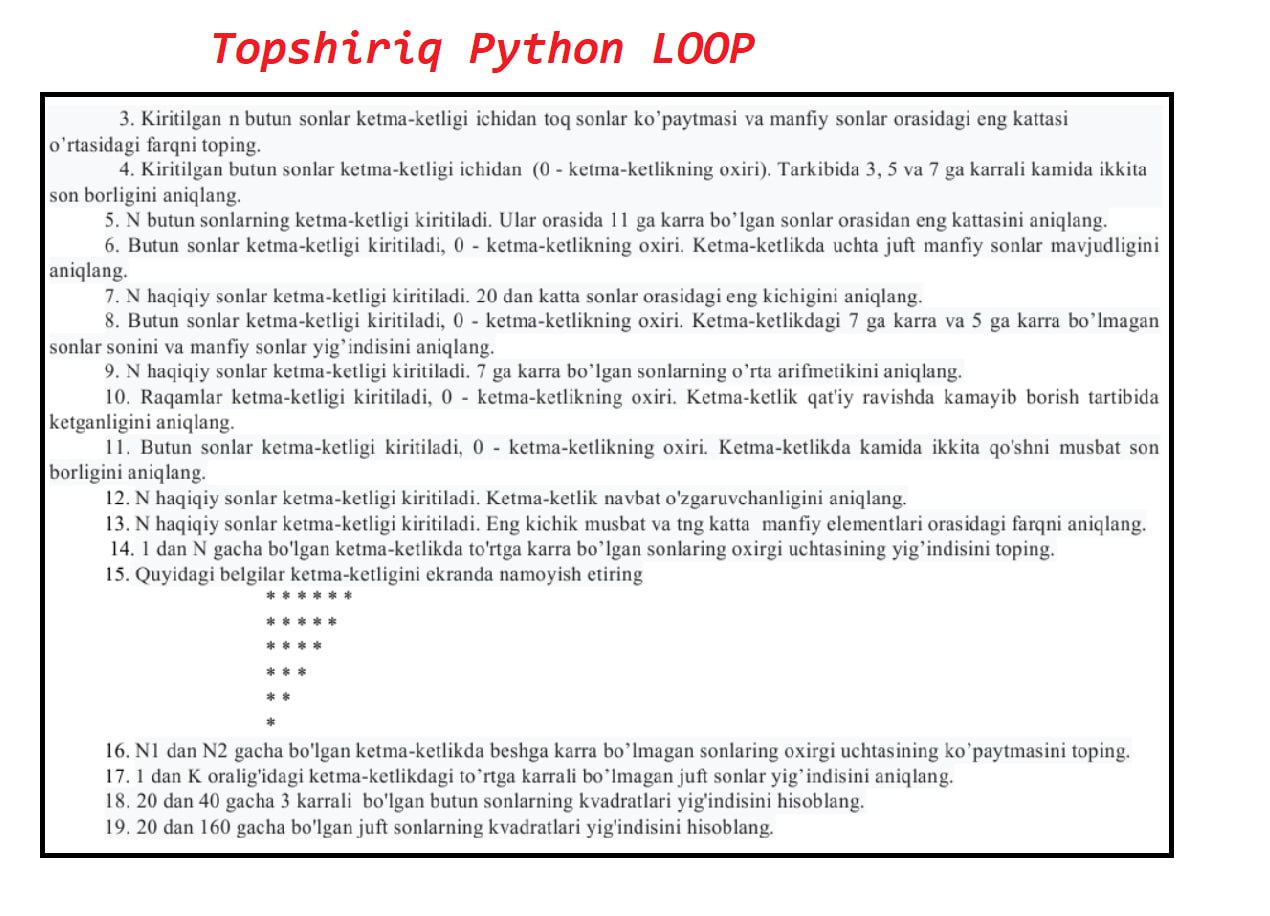 Topshiriq Python LOOP
3. Kiritilgan n butun sonlar ketma-ketligi ichidan toq sonlar ko’paytmasi va manfiy sonlar orasidagi eng kattasi
o’rtasidagi farqni toping.
4. Kiritilgan butun sonlar ketma-ketligi ichidan (0 - ketma-ketlikning oxiri). Tarkibida 3, 5 va 7 ga karrali kamida ikkita
son borligini aniqlang.
5. N butun sonlarning ketma-ketligi kiritiladi. Ular orasida 11 ga karra bo’lgan sonlar orasidan eng kattasini aniqlang.
6. Butun sonlar ketma-ketligi kiritiladi, 0 - ketma-ketlikning oxiri. Ketma-ketlikda uchta juft manfiy sonlar mavjudligini
aniqlang.
7. N haqiqiy sonlar ketma-ketligi kiritiladi. 20 dan katta sonlar orasidagi eng kichigini aniqlang.
8. Butun sonlar ketma-ketligi kiritiladi, 0 - ketma-ketlikning oxiri. Ketma-ketlikdagi 7 ga karra va 5 ga karra bo’lmagan
sonlar sonini va manfiy sonlar yig’indisini aniqlang.
9. N haqiqiy sonlar ketma-ketligi kiritiladi. 7 ga karra bo’lgan sonlarning o’rta arifmetikini aniqlang.
10. Raqamlar ketma-ketligi kiritiladi, 0 - ketma-ketlikning oxiri. Ketma-ketlik qat'iy ravishda kamayib borish tartibida
ketganligini aniqlang.
11. Butun sonlar ketma-ketligi kiritiladi, 0 - ketma-ketlikning oxiri. Ketma-ketlikda kamida ikkita qo'shni musbat son
borligini aniqlang.
12. N haqiqiy sonlar ketma-ketligi kiritiladi. Ketma-ketlik navbat o'zgaruvchanligini aniqlang.
13. N haqiqiy sonlar ketma-ketligi kiritiladi. Eng kichik musbat va tng katta manfiy elementlari orasidagi farqni aniqlang.
14. 1 dan N gacha bo'lgan ketma-ketlikda to'rtga karra bo’lgan sonlaring oxirgi uchtasining yig’indisini toping.
15. Quyidagi belgilar ketma-ketligini ekranda namoyish etiring
* * * * * *
* * * * *
* * * *
* * *
* *
*
16. N1 dan N2 gacha bo'lgan ketma-ketlikda beshga karra bo’lmagan sonlaring oxirgi uchtasining ko’paytmasini toping.
17. 1 dan K oralig'idagi ketma-ketlikdagi to’rtga karrali bo’lmagan juft sonlar yig’indisini aniqlang.
18. 20 dan 40 gacha 3 karrali bo'lgan butun sonlarning kvadratlari yig'indisini hisoblang.
19. 20 dan 160 gacha bo'lgan juft sonlarning kvadratlari yig'indisini hisoblang.